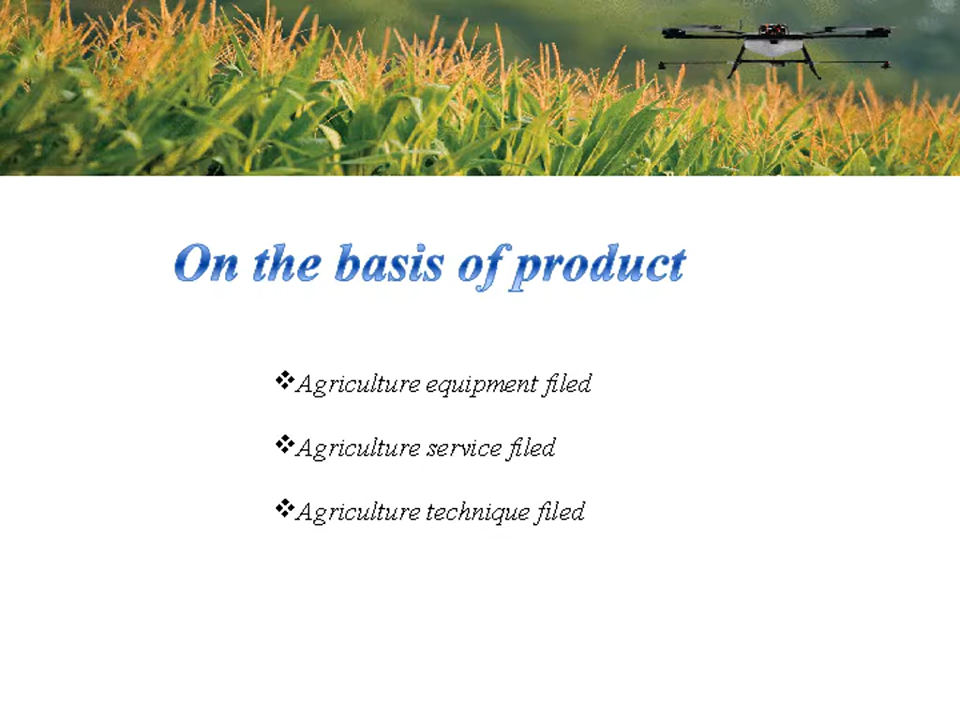 On the basis of product
❖Agriculture equipment filed
❖Agriculture service filed
❖Agriculture technique filed